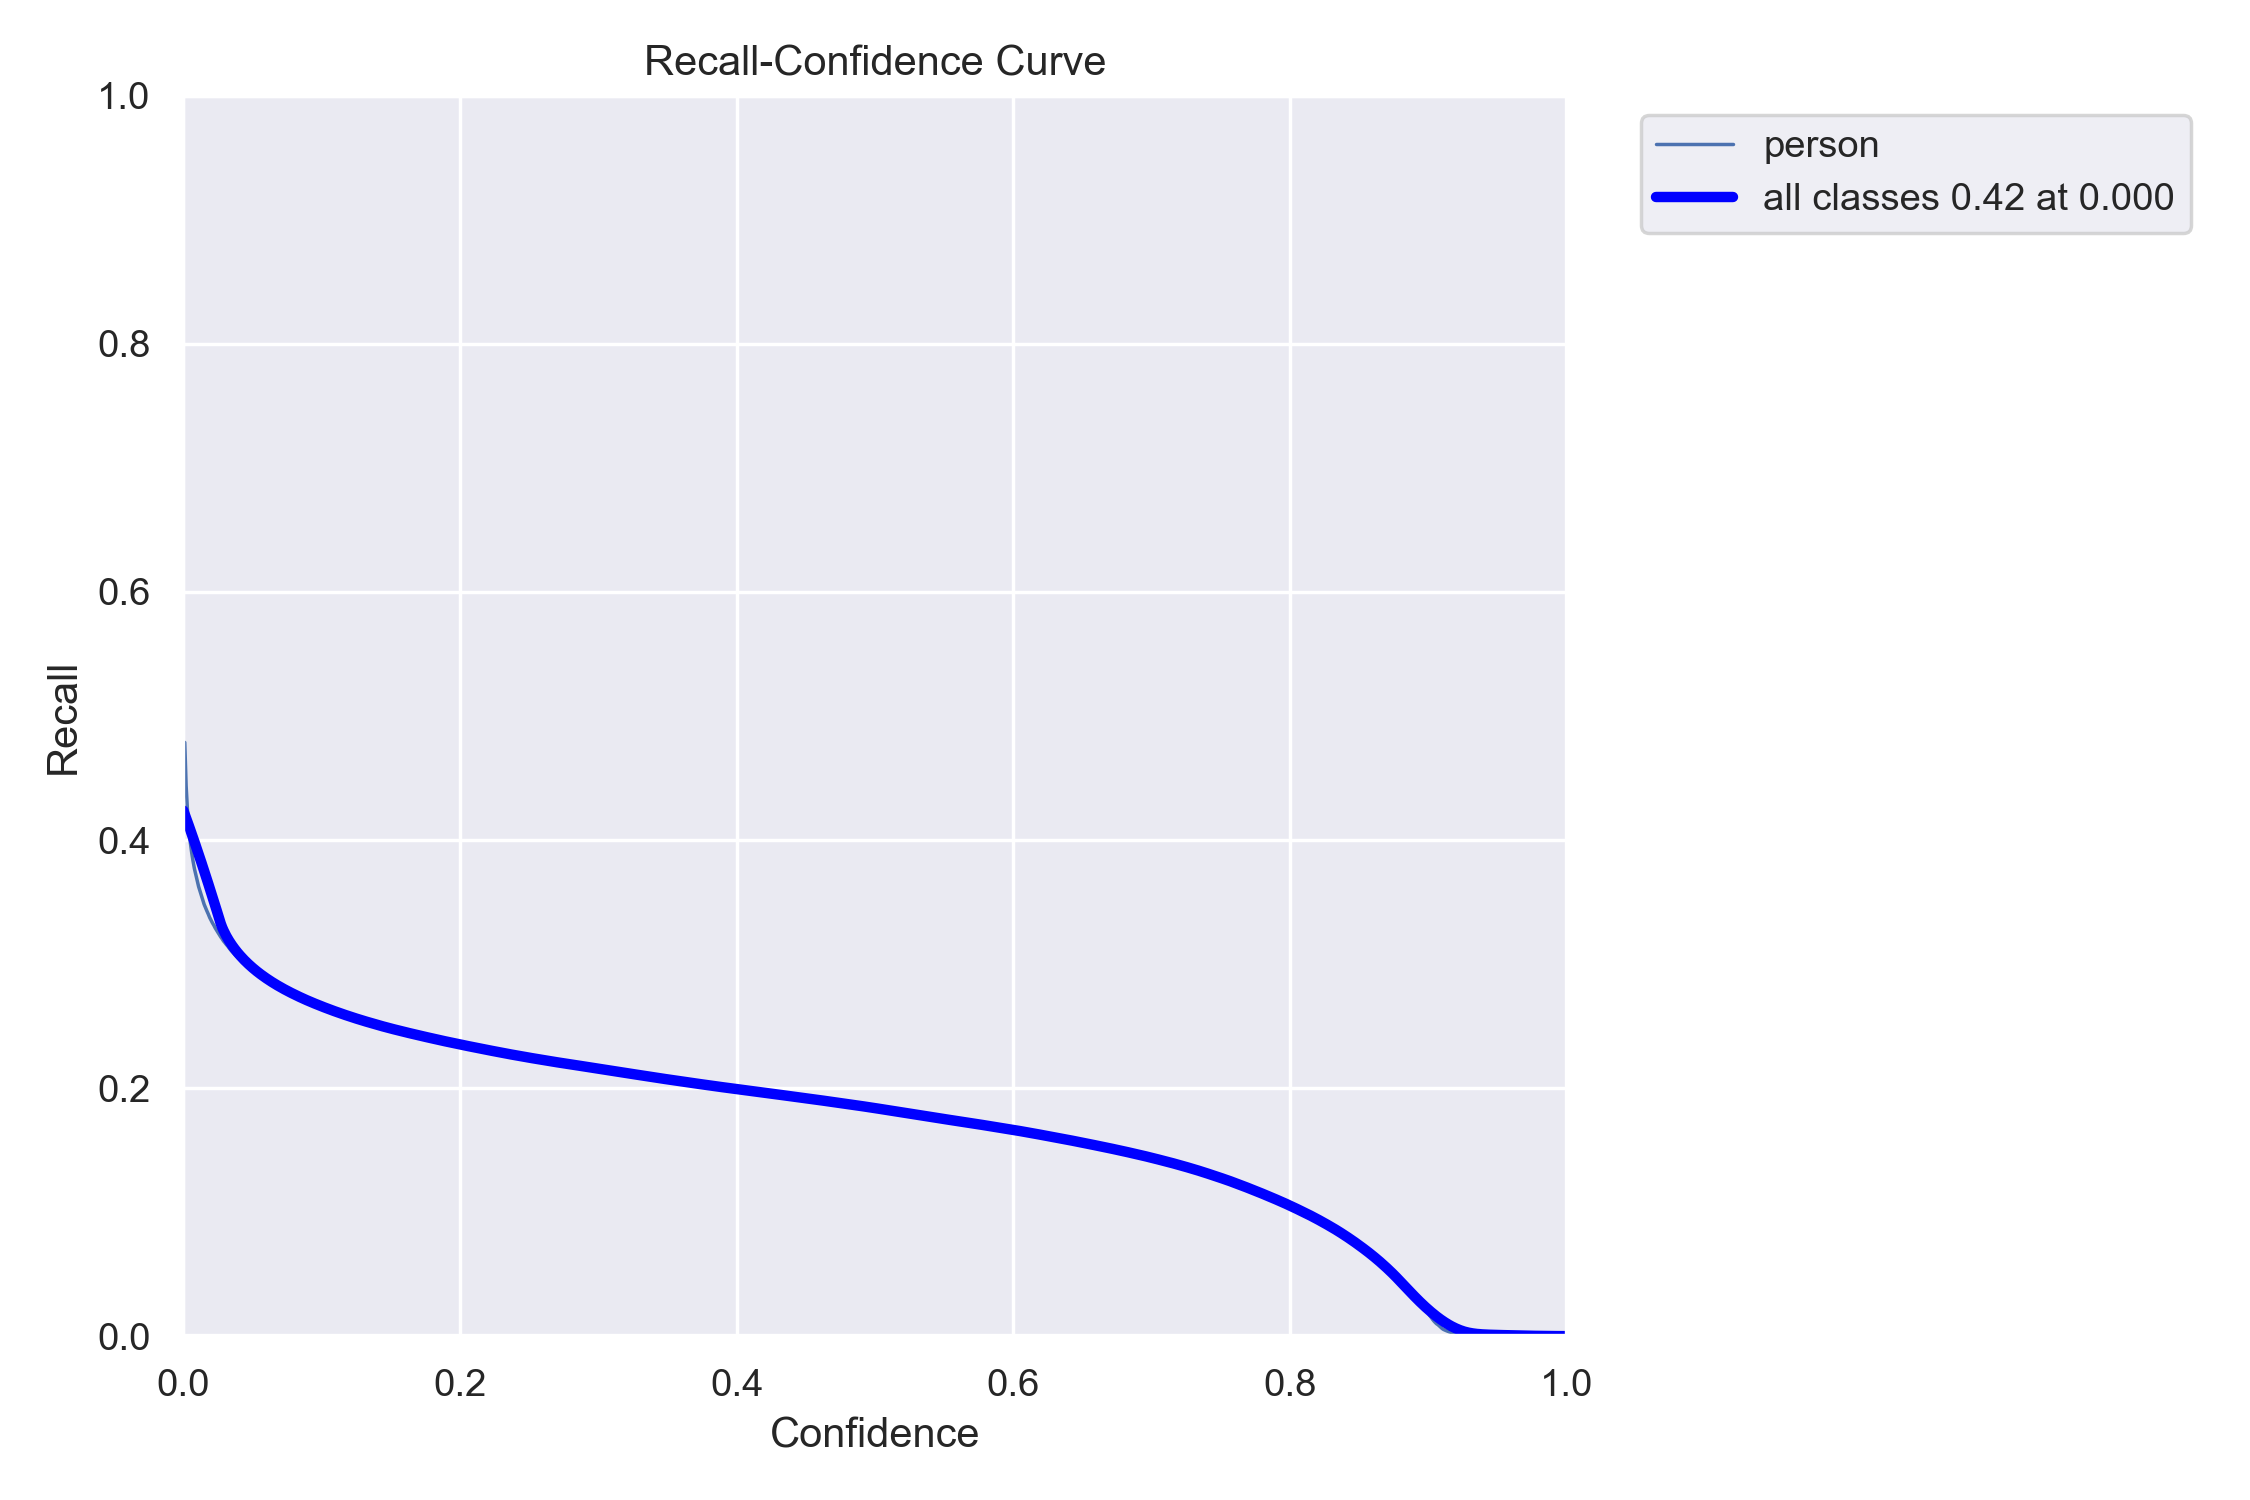 Recall-Confidence Curve
1.0
0.8
0.6
0.4
0.2
0.0
Recall
0.0 0.2 0.4 0.6 0.8 1.0
Confidence
person
all classes 0.42 at 0.000